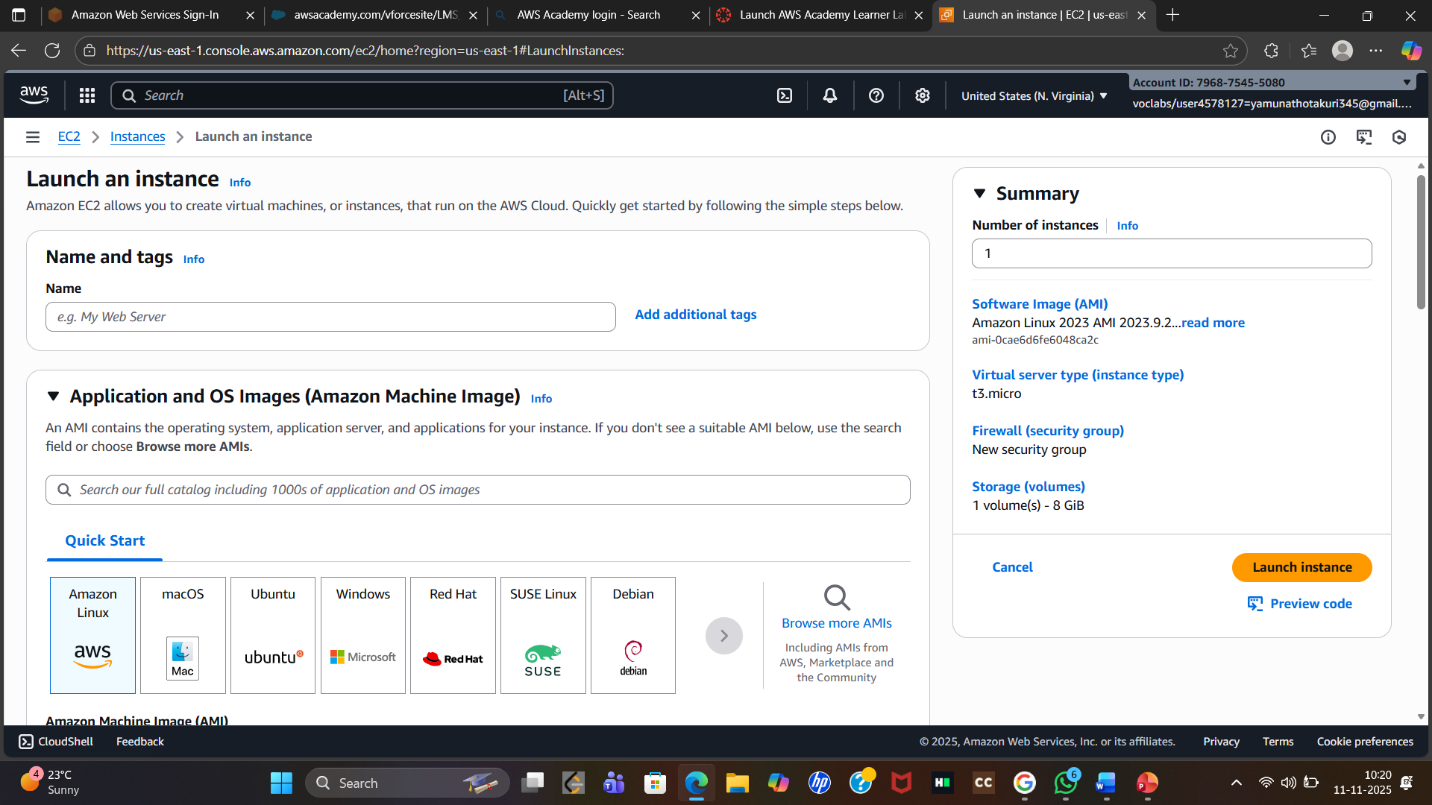 Amazon Web Services Sign-In
awsacademy.com/vforcesite/LMS
AWS Academy login - Search
Launch AWS Academy Learner La
Launch an instance | EC2 | us-east
https://us-east-1.console.aws.amazon.com/ec2/home?region=us-east-1#LaunchInstances:
aws
Search
[Alt+S]
United States (N. Virginia)
Account ID: 7968-7545-5080
voclabs/user4578127=yamunathotakuri345@gmail....
EC2
Instances
Launch an instance
Launch an instance Info
Amazon EC2 allows you to create virtual machines, or instances, that run on the AWS Cloud. Quickly get started by following the simple steps below.
Name and tags Info
Name
e.g. My Web Server
Add additional tags
Application and OS Images (Amazon Machine Image) Info
An AMI contains the operating system, application server, and applications for your instance. If you don't see a suitable AMI below, use the search
field or choose Browse more AMIs.
Search our full catalog including 1000s of application and OS images
Quick Start
Amazon
Linux
aws
macOS
Mac
Ubuntu
ubuntu
Windows
Microsoft
Red Hat
Red Hat
SUSE Linux
SUSE
Debian
debian
Browse more AMIs
Including AMIs from
AWS, Marketplace and
the Community
Amazon Machine Image (AMI)
Summary
Number of instances Info
1
Software Image (AMI)
Amazon Linux 2023 AMI 2023.9.2...read more
ami-0cae6d6fe6048ca2c
Virtual server type (instance type)
t3.micro
Firewall (security group)
New security group
Storage (volumes)
1 volume(s) - 8 GiB
Cancel
Launch instance
Preview code
CloudShell
Feedback
© 2025, Amazon Web Services, Inc. or its affiliates.
Privacy
Terms
Cookie preferences
4
23°C
Sunny
Search
hp
H
CC
6
W
P
10:20
11-11-2025